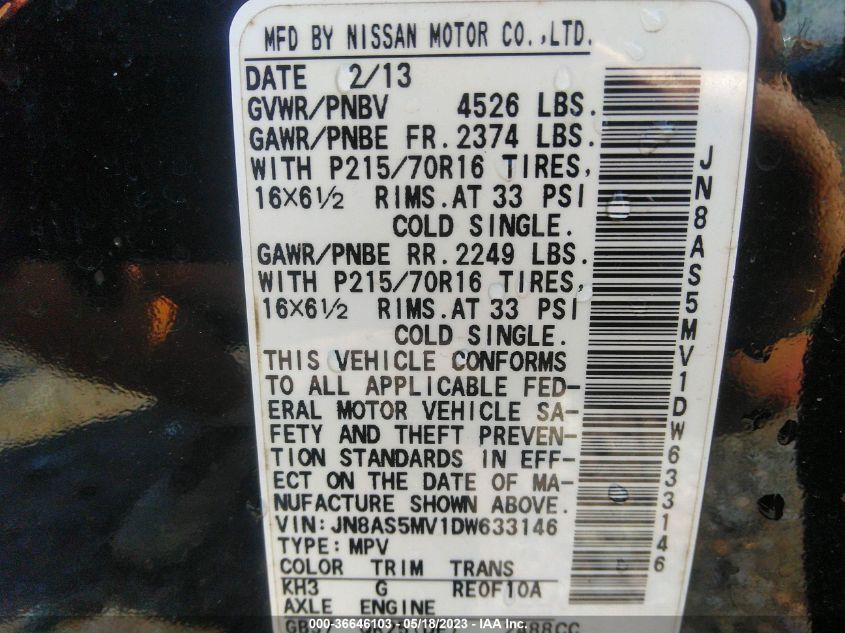 MFD BY NISSAN MOTOR CO.,LTD.
DATE 2/13
GVWR/PNBV 4526 LBS.
GAWR/PNBE FR.2374 LBS.
WITH P215/70R16 TIRES,
16X6½ RIMS.AT 33 PSI
COLD SINGLE.
GAWR/PNBE RR.2249 LBS.
WITH P215/70R16 TIRES,
16X6½ RIMS.AT 33 PSI
COLD SINGLE.
THIS VEHICLE CONFORMS
TO ALL APPLICABLE FED-
ERAL MOTOR VEHICLE SA-
FETY AND THEFT PREVEN-
TION STANDARDS IN EFF-
ECT ON THE DATE OF MA-
NUFACTURE SHOWN ABOVE.
VIN:JN8AS5MV1DW633146
TYPE:MPV
COLOR TRIM TRANS
KH3 G RE0F10A
AXLE ENGINE
JN8AS5MV1DW633146
000-36646103 - 05/18/2023 - IAA Inc.